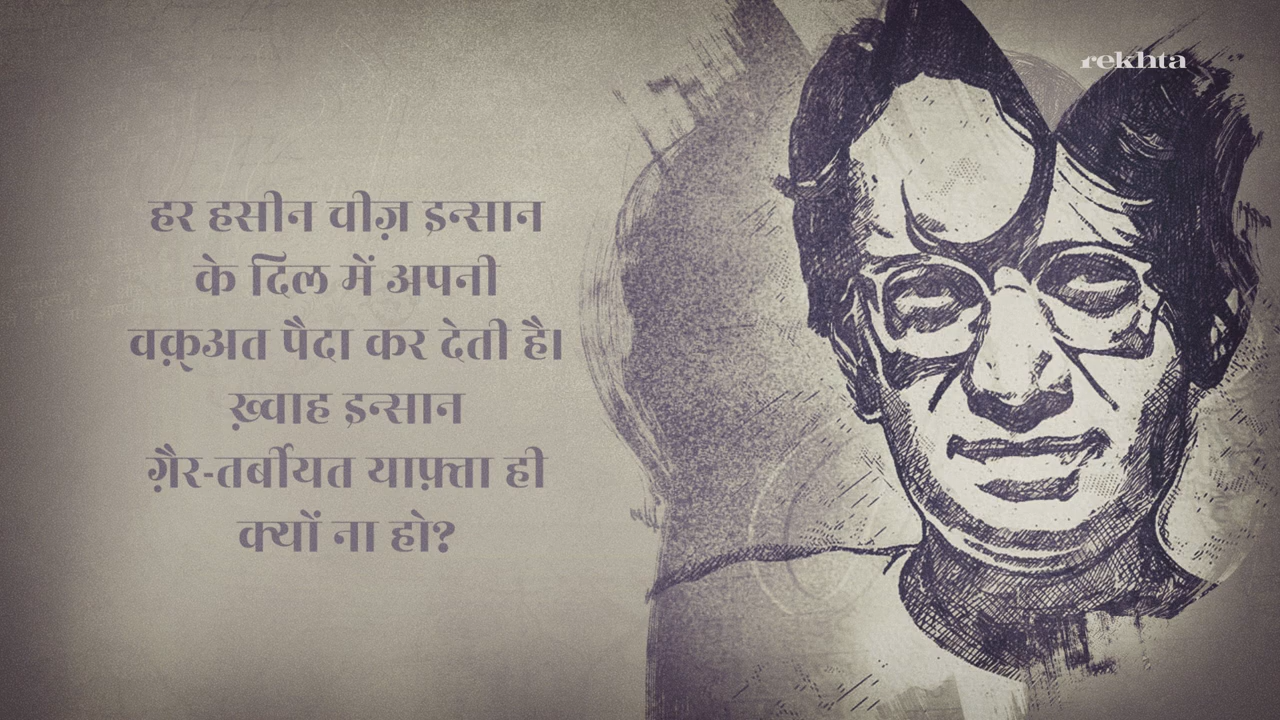 rekhta
हर हसीन चीज़ इन्सान
के दिल में अपनी
वक़्अत पैदा कर देती है।
ख़्वाह इन्सान
ग़ैर-तर्बीयत याफ़्ता ही
क्यों ना हो?